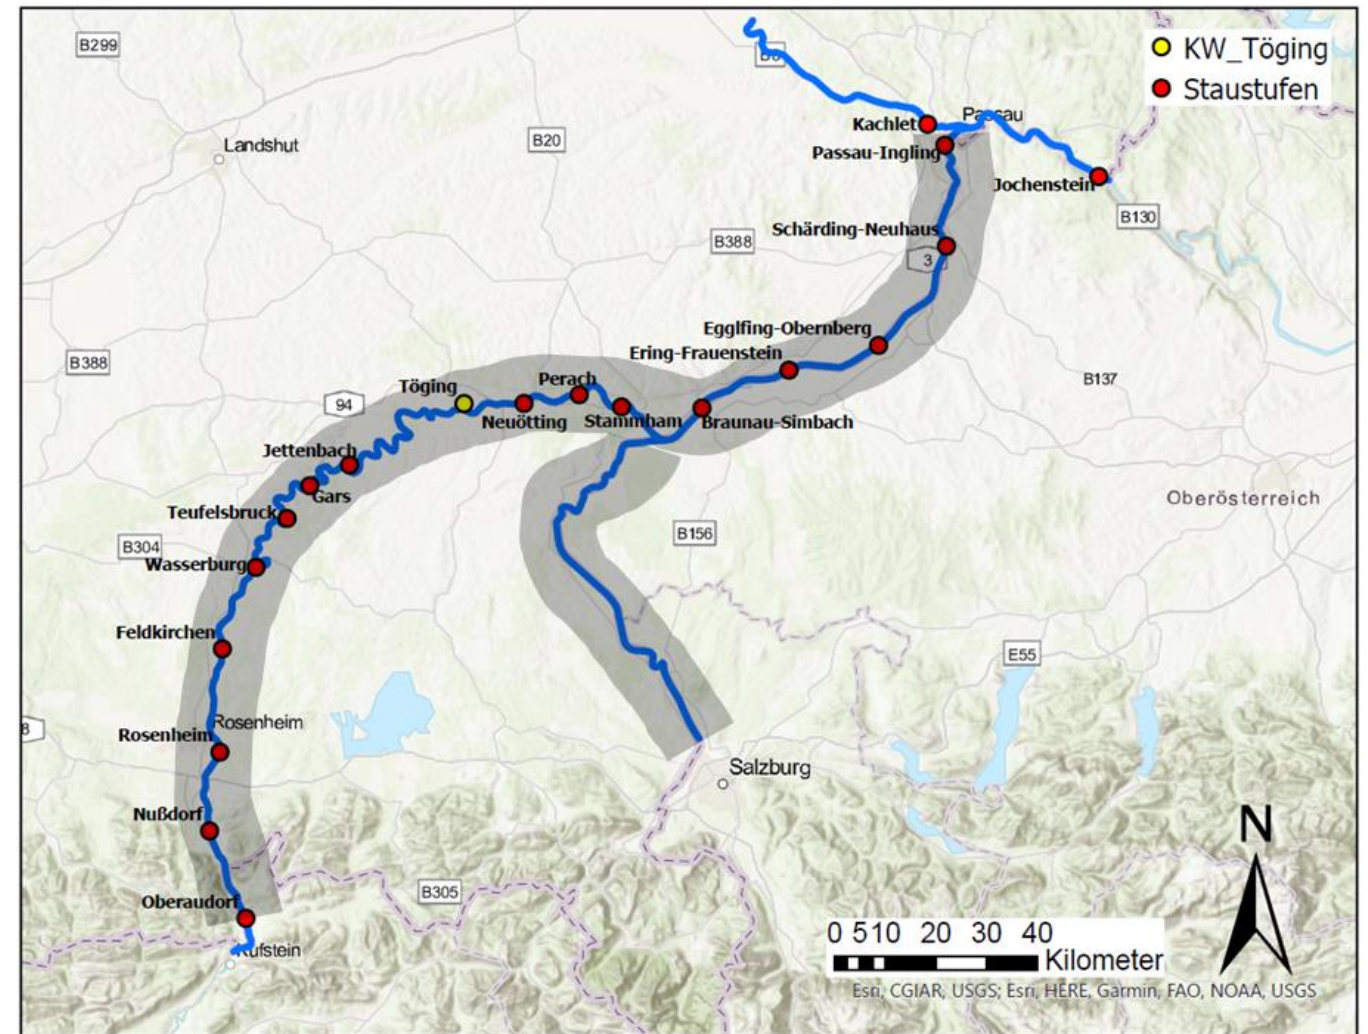 B299
KW_Töging
Staustufen
B8
Passau
Kachlet
Landshut
B20
Passau-Ingling
Jochenstein
B130
Schärding-Neuhaus
B388
3
Egglfing-Obernberg
Ering-Frauenstein
B388
Töging
Perach
B137
94
Neuötting
Stammham
Braunau-Simbach
Jettenbach
Gars
Oberösterreich
Teufelsbruck
B156
B304
Wasserburg
Feldkirchen
E55
Rosenheim
8
Rosenheim
Salzburg
Nußdorf
N
B305
Oberaudorf
0 5 10 20 30 40
Kilometer
Kufstein
Esri, CGIAR, USGS; Esri, HERE, Garmin, FAO, NOAA, USGS